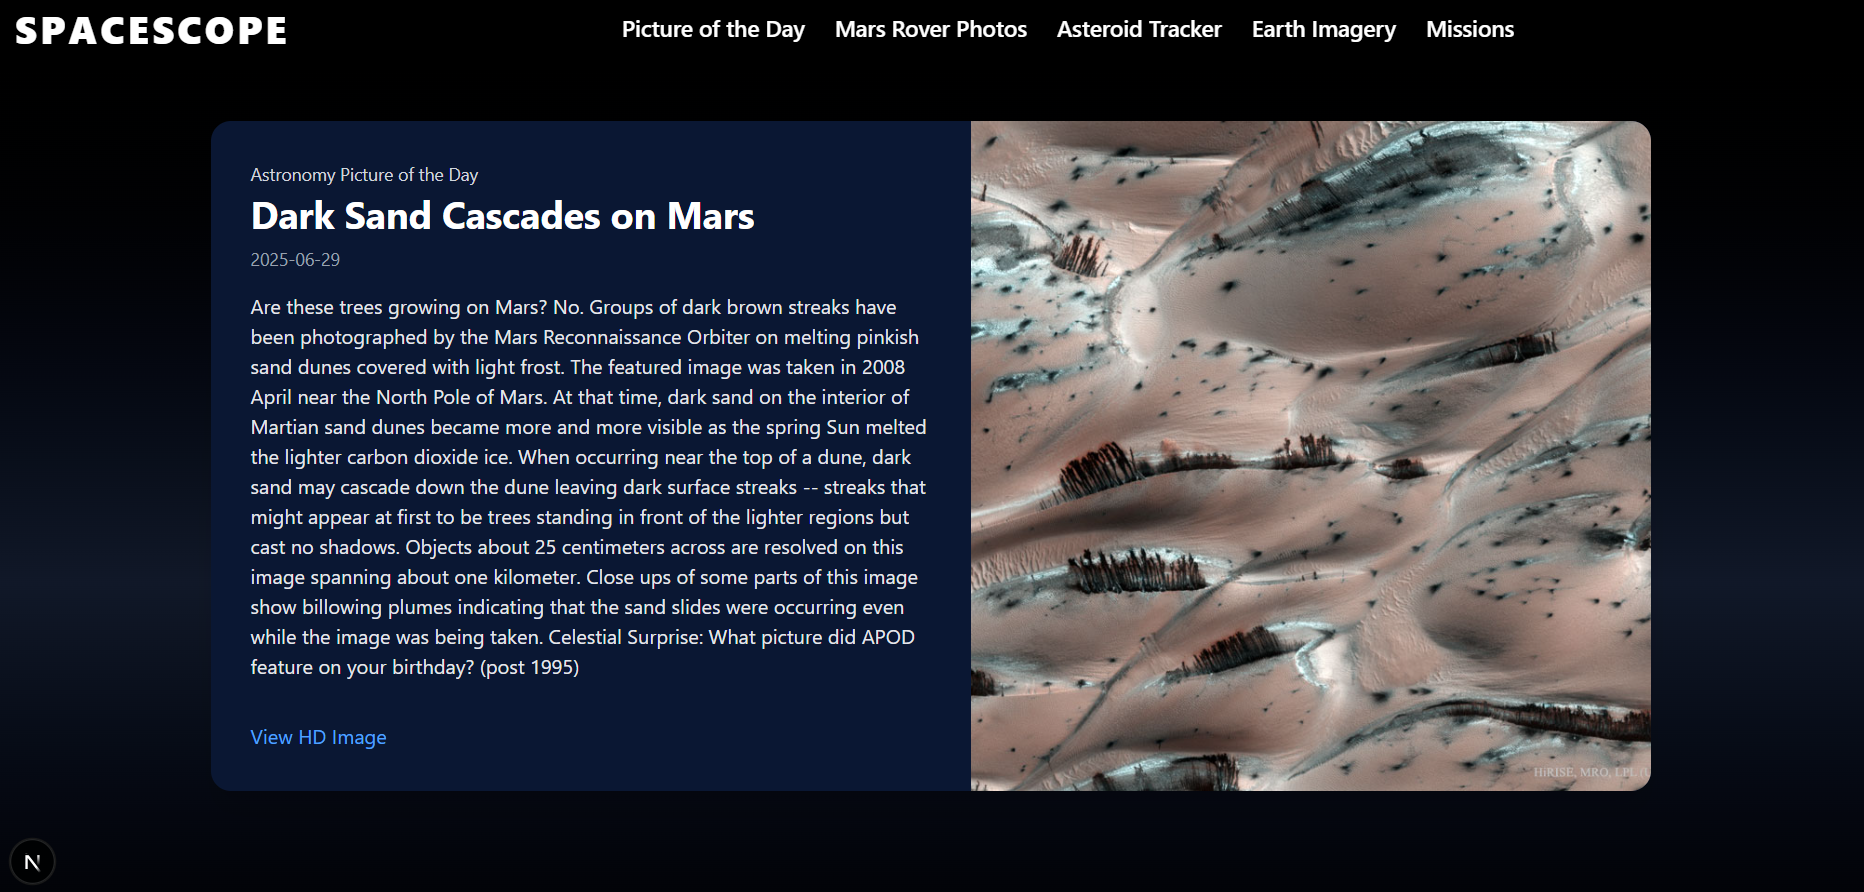 SPACESCOPE
Picture of the Day
Mars Rover Photos
Asteroid Tracker
Earth Imagery
Missions
Astronomy Picture of the Day
Dark Sand Cascades on Mars
2025-06-29
Are these trees growing on Mars? No. Groups of dark brown streaks have
been photographed by the Mars Reconnaissance Orbiter on melting pinkish
sand dunes covered with light frost. The featured image was taken in 2008
April near the North Pole of Mars. At that time, dark sand on the interior of
Martian sand dunes became more and more visible as the spring Sun melted
the lighter carbon dioxide ice. When occurring near the top of a dune, dark
sand may cascade down the dune leaving dark surface streaks -- streaks that
might appear at first to be trees standing in front of the lighter regions but
cast no shadows. Objects about 25 centimeters across are resolved on this
image spanning about one kilometer. Close ups of some parts of this image
show billowing plumes indicating that the sand slides were occurring even
while the image was being taken. Celestial Surprise: What picture did APOD
feature on your birthday? (post 1995)
View HD Image
HiRISE, MRO,
N